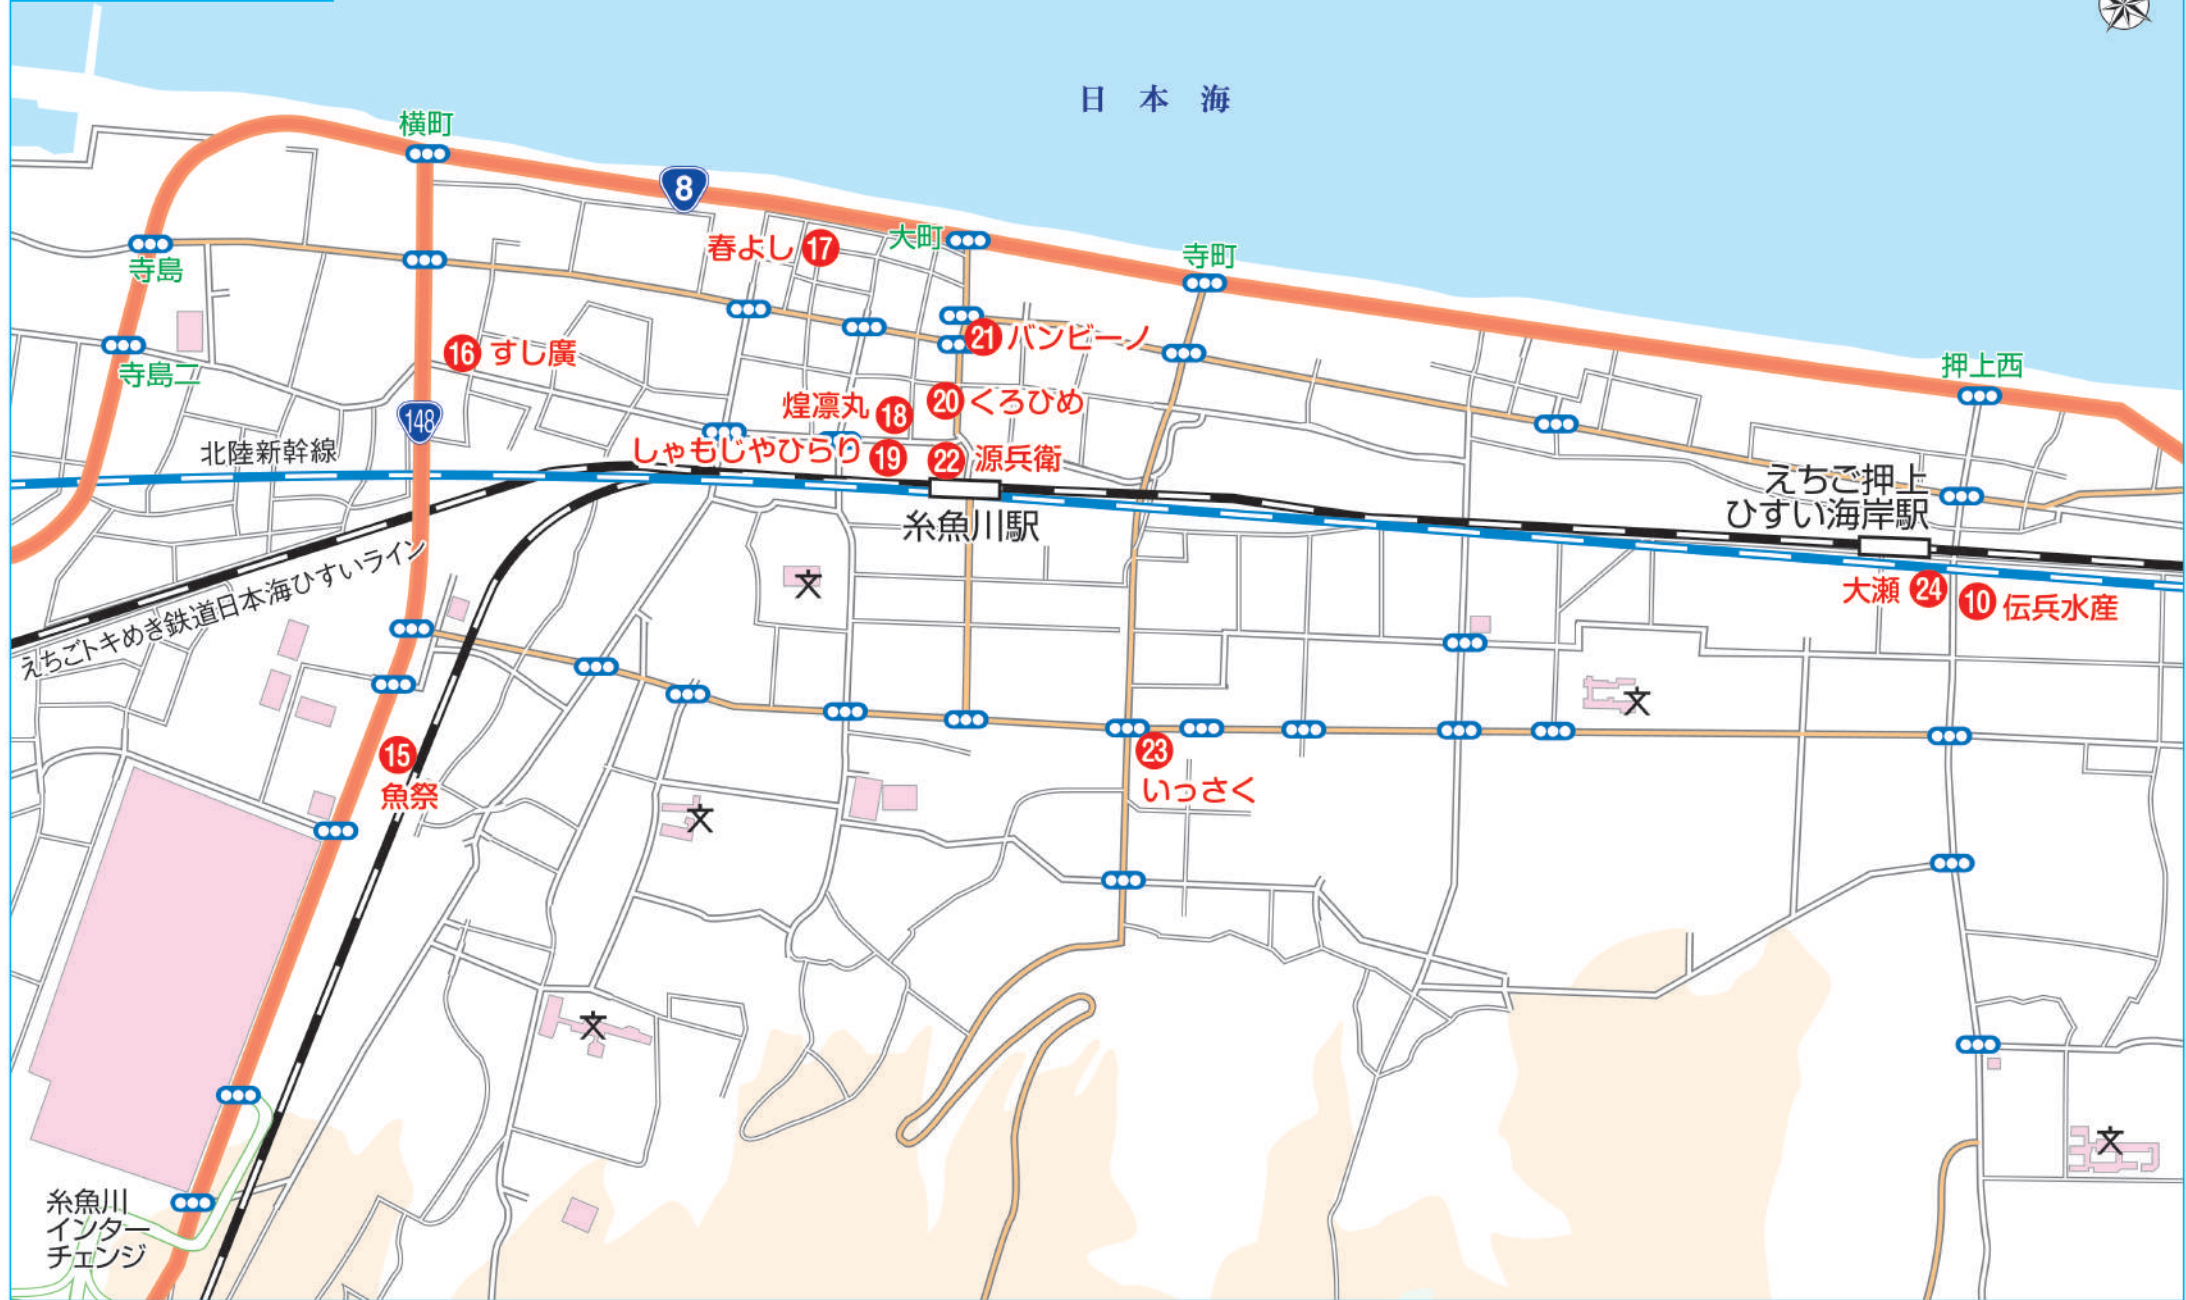 日本海
横町
8
大町
寺町
春よし 17
寺島
寺島二
21 バンビーノ
16 すし廣
押上西
煌凛丸 18
20 くろひめ
148
北陸新幹線
しゃもじやひらり 19
22 源兵衛
糸魚川駅
えちご押上
ひすい海岸駅
えちごトキめき鉄道日本海ひすいライン
大瀬 24
10 伝兵水産
文
文
15
魚祭
23
いっさく
文
文
文
糸魚川
インター
チェンジ